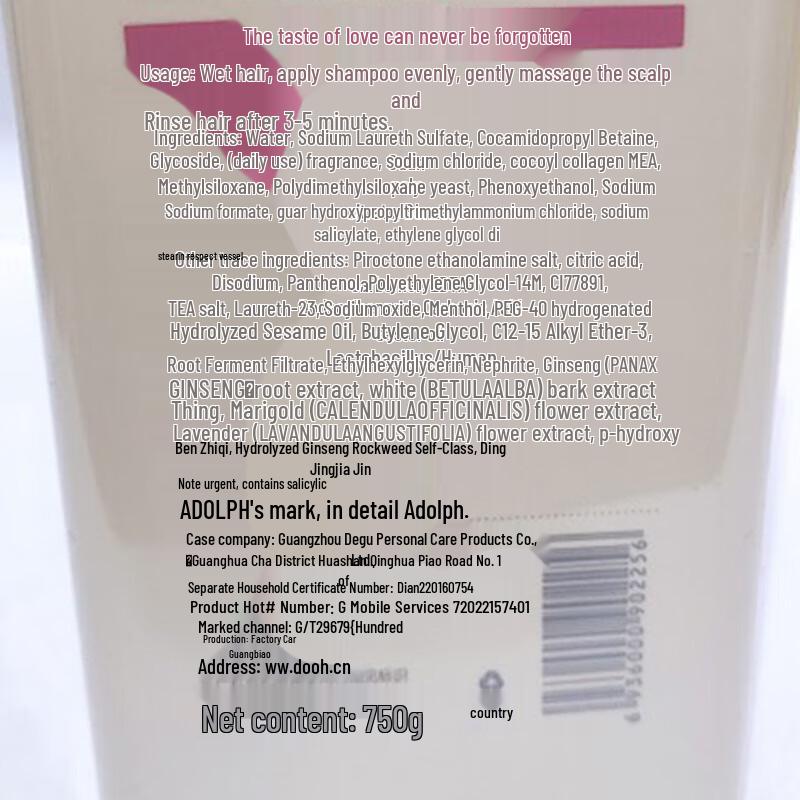 The taste of love can never be forgotten
Usage: Wet hair, apply shampoo evenly, gently massage the scalp
and
Rinse hair after 3-5 minutes.
Ingredients: Water, Sodium Laureth Sulfate, Cocamidopropyl Betaine,
Glycoside, (daily use) fragrance, sodium chloride, cocoyl collagen MEA,
Methylsiloxane, Polydimethylsiloxane yeast, Phenoxyethanol, Sodium
Sodium formate, guar hydroxypropyltrimethylammonium chloride, sodium
salicylate, ethylene glycol di
stearin respect vessel
Other trace ingredients: Piroctone ethanolamine salt, citric acid,
Disodium, Panthenol, Polyethylene Glycol-14M, CI77891,
TEA salt, Laureth-23, Sodium oxide, Menthol, PEG-40 hydrogenated
Hydrolyzed Sesame Oil, Butylene Glycol, C12-15 Alkyl Ether-3,
Lactobacillus/Human
Root Ferment Filtrate, Ethylhexylglycerin, Nephrite, Ginseng (PANAX
GINSENG root extract, white (BETULAALBA) bark extract
Thing, Marigold (CALENDULAOFFICINALIS) flower extract,
Lavender (LAVANDULAANGUSTIFOLIA) flower extract, p-hydroxy
Ben Zhiqi, Hydrolyzed Ginseng Rockweed Self-Class, Ding
Jingjia Jin
Note urgent, contains salicylic
ADOLPH's mark, in detail Adolph.
Case company: Guangzhou Degu Personal Care Products Co.,
Ltd.
Guanghua Cha District Huashan Qinghua Piao Road No. 1
of
Separate Household Certificate Number: Dian220160754
Product Hot# Number: G Mobile Services 72022157401
Marked channel: G/T29679{Hundred
Production: Factory Car
Guangbiao
Address: ww.dooh.cn
Net content: 750g
country
6 936000 902256